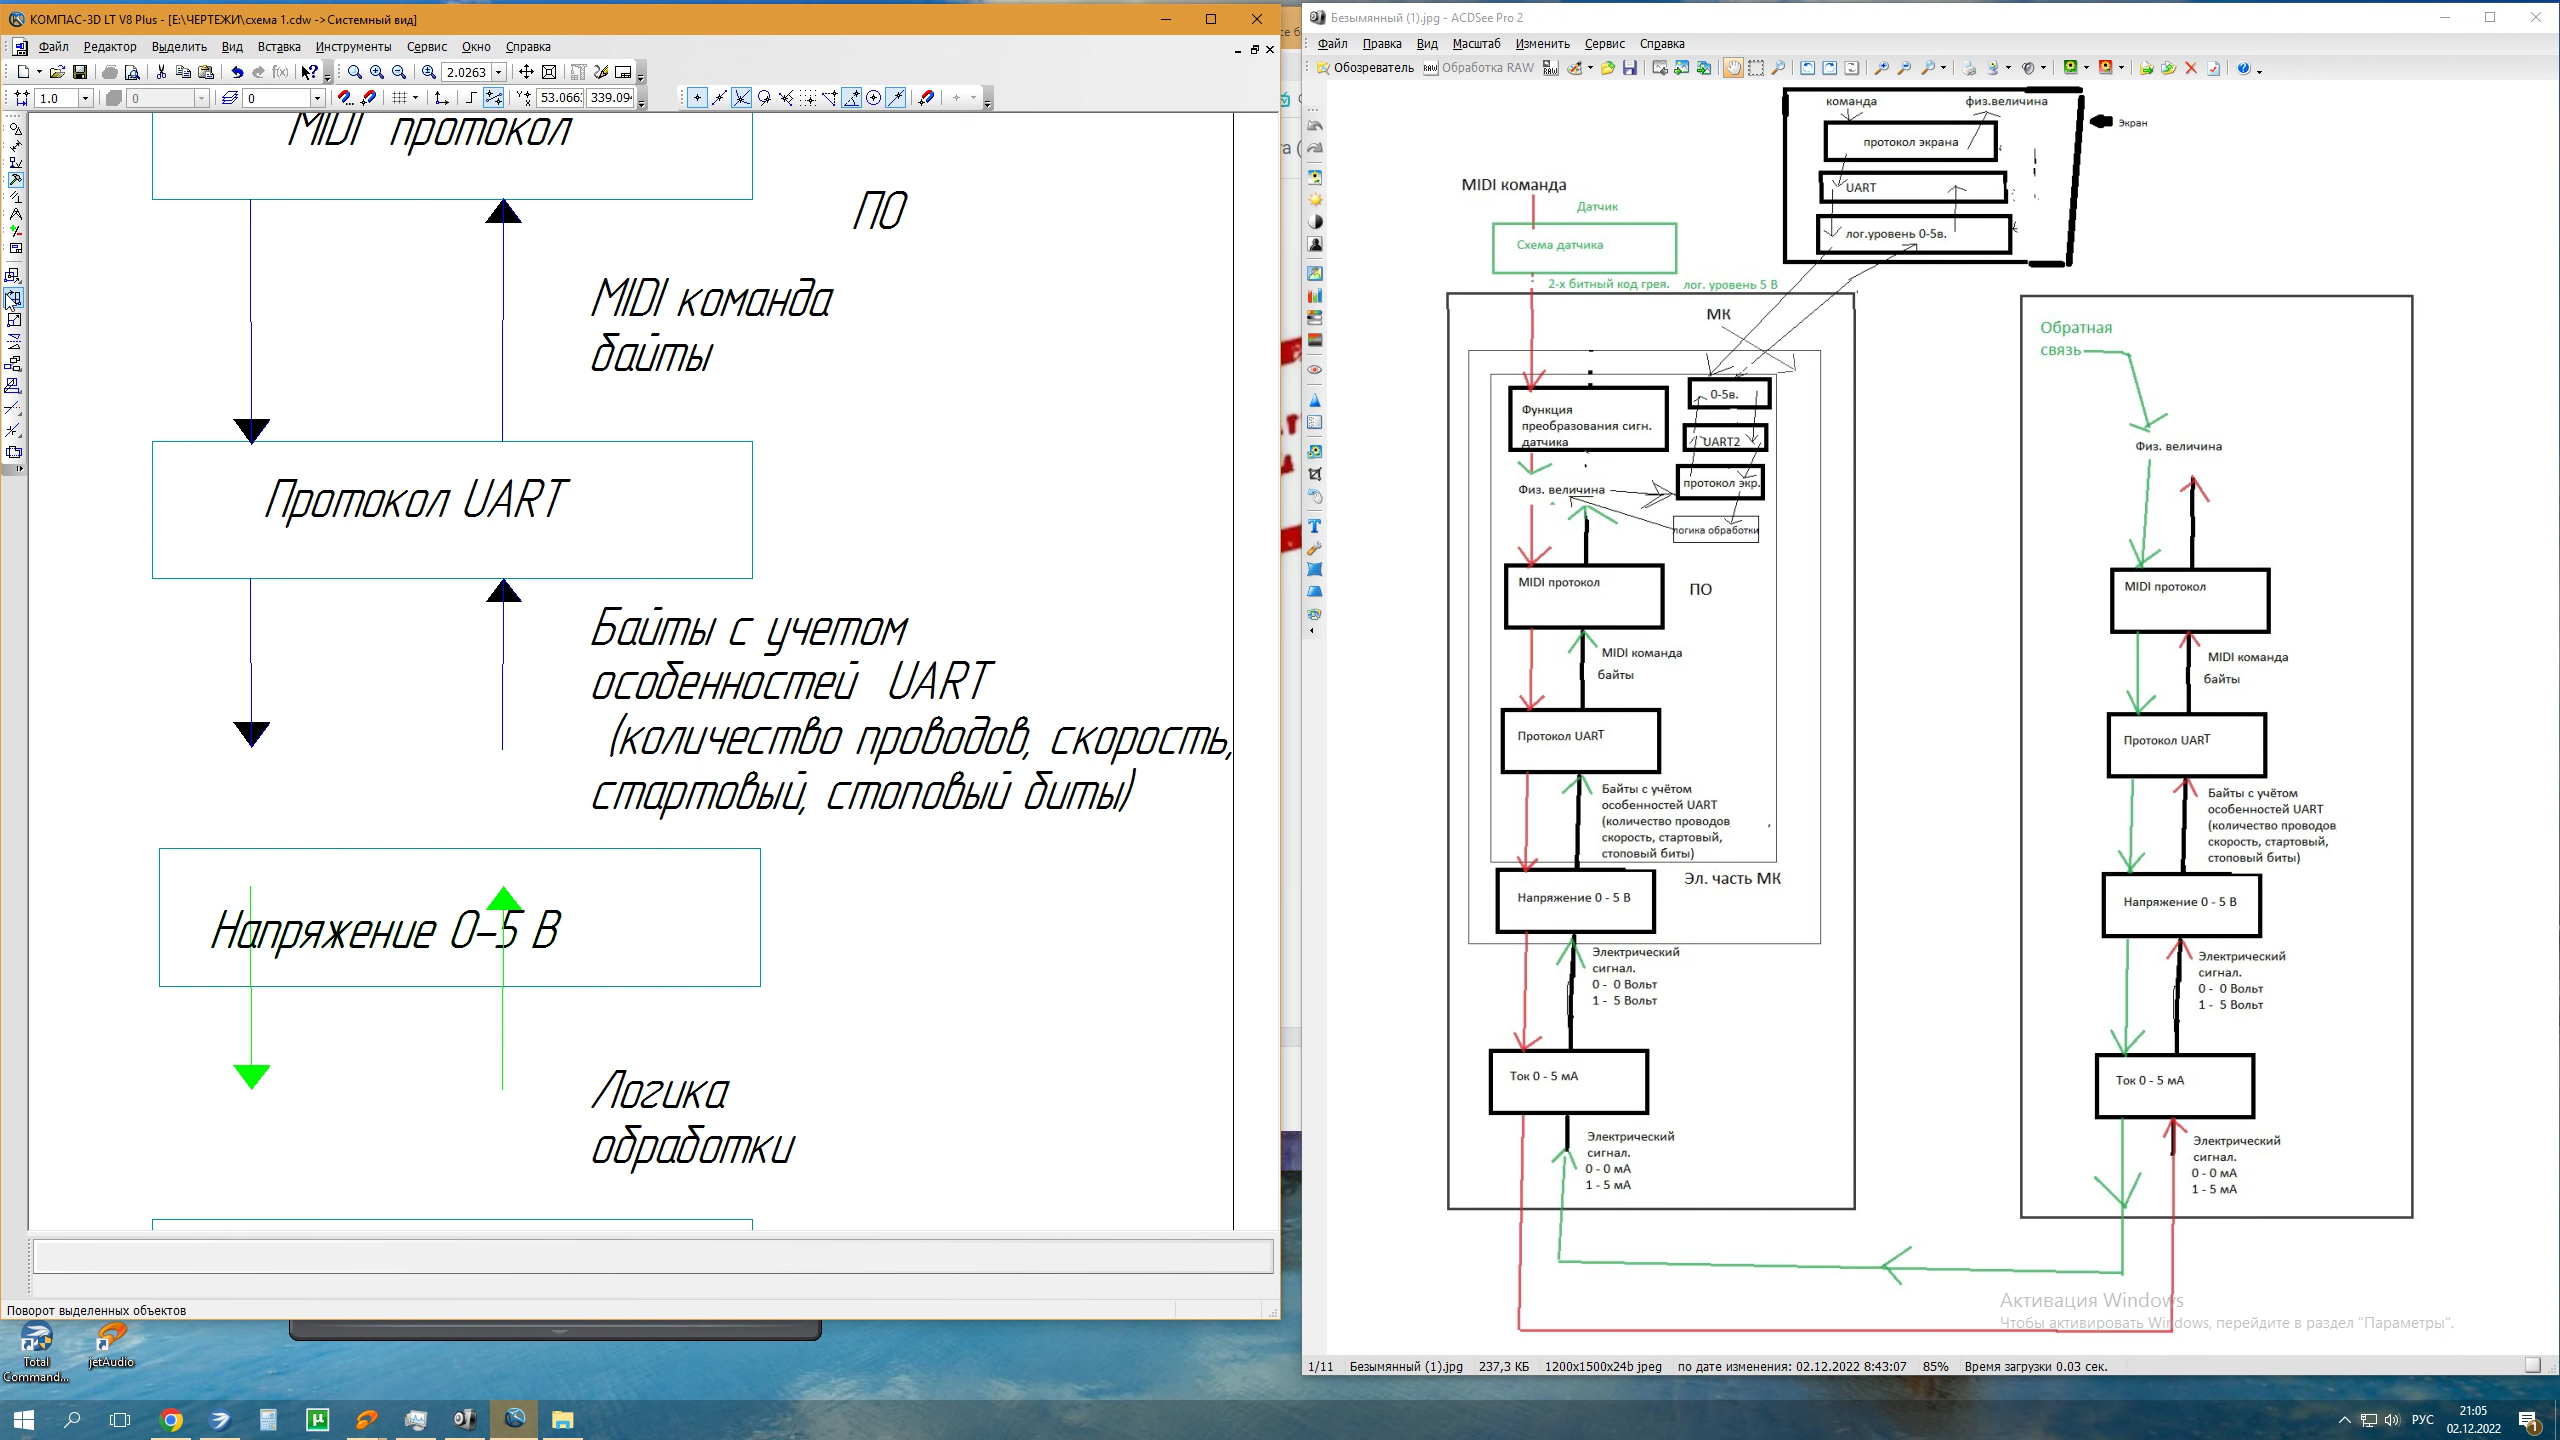 КОМПАС-3D LT V8 Plus - [E:\ЧЕРТЕЖИ\схема 1.cdw ->Системный вид]
Файл Редактор Выделить Вид Вставка Инструменты Сервис Окно Справка
2.0263
1.0 0 0 53.066 339.094
MIDI протокол
ПО
MIDI команда
байты
Протокол UART
Байты с учетом
особенностей UART
(количество проводов, скорость,
стартовый, стоповый биты)
Напряжение 0-5 В
Логика
обработки
Поворот выделенных объектов
Total
Command...
jetAudio
Безымянный (1).jpg - ACDSee Pro 2
Файл Правка Вид Масштаб Изменить Сервис Справка
Обозреватель Обработка RAW
команда физ.величина
Экран
протокол экрана
UART
лог.уровень 0-5в.
MIDI команда
Датчик
Схема датчика
2-х битный код грея. лог. уровень 5 В
МК
Функция
преобразования сигн.
датчика
0-5в.
UART2
протокол экр.
Физ. величина
логика обработки
MIDI протокол
ПО
MIDI команда
байты
Протокол UART
Байты с учётом
особенностей UART
(количество проводов ,
скорость, стартовый,
стоповый биты)
Эл. часть МК
Напряжение 0 - 5 В
Электрический
сигнал.
0 - 0 Вольт
1 - 5 Вольт
Ток 0 - 5 мА
Электрический
сигнал.
0 - 0 мА
1 - 5 мА
Обратная
связь
Физ. величина
MIDI протокол
MIDI команда
байты
Протокол UART
Байты с учётом
особенностей UART
(количество проводов
скорость, стартовый,
стоповый биты)
Напряжение 0 - 5 В
Электрический
сигнал.
0 - 0 Вольт
1 - 5 Вольт
Ток 0 - 5 мА
Электрический
сигнал.
0 - 0 мА
1 - 5 мА
Активация Windows
Чтобы активировать Windows, перейдите в раздел "Параметры".
1/11 Безымянный (1).jpg 237,3 КБ 1200x1500x24b jpeg по дате изменения: 02.12.2022 8:43:07 85% Время загрузки 0.03 сек.
РУС
21:05
02.12.2022
1